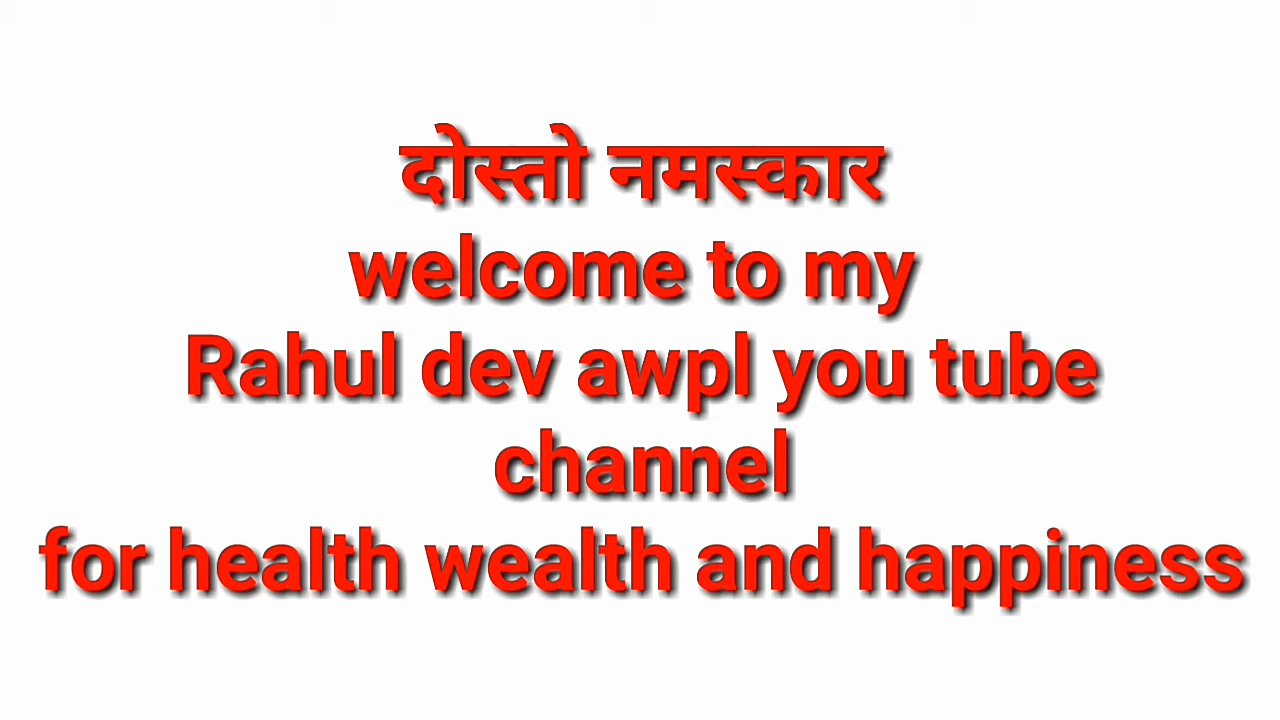 दोस्तो नमस्कार
welcome to my
Rahul dev awpl you tube
channel
for health wealth and happiness